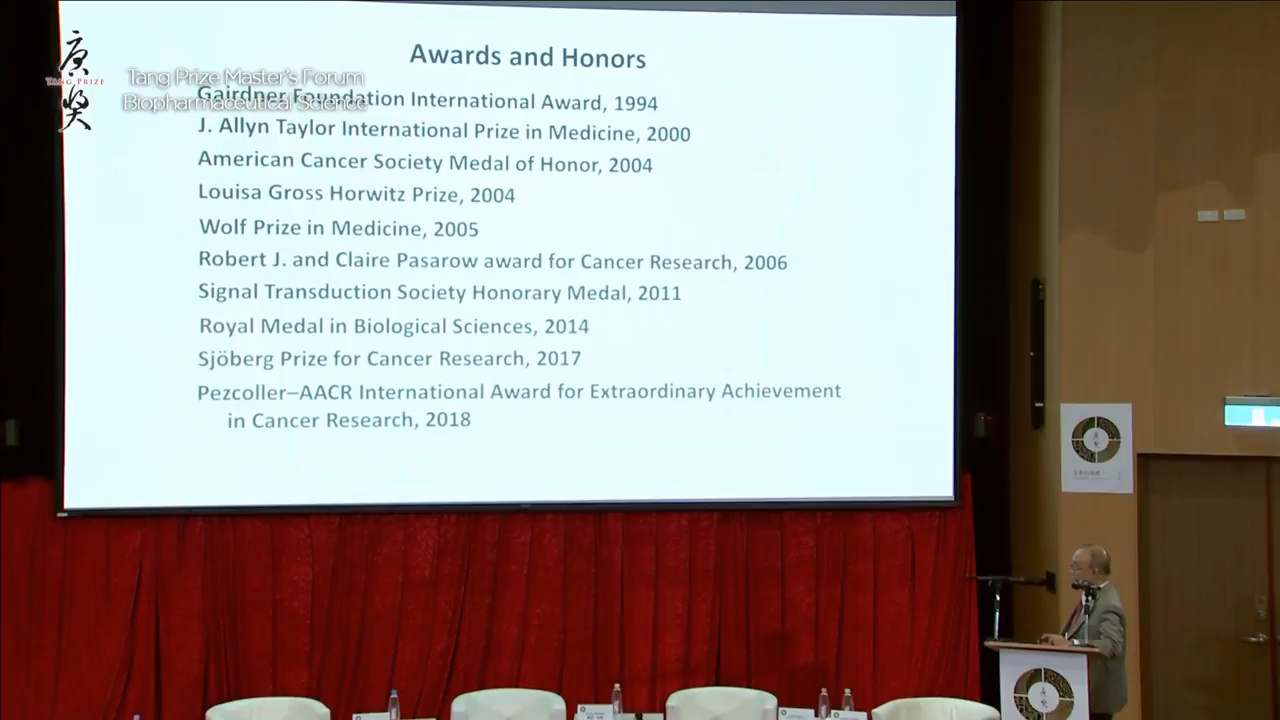 Awards and Honors
Tang Prize Master's Forum
Biopharmaceutical Science
庚
TANG PRIZE
奬
Gairdner Foundation International Award, 1994
J. Allyn Taylor International Prize in Medicine, 2000
American Cancer Society Medal of Honor, 2004
Louisa Gross Horwitz Prize, 2004
Wolf Prize in Medicine, 2005
Robert J. and Claire Pasarow award for Cancer Research, 2006
Signal Transduction Society Honorary Medal, 2011
Royal Medal in Biological Sciences, 2014
Sjöberg Prize for Cancer Research, 2017
Pezcoller–AACR International Award for Extraordinary Achievement
in Cancer Research, 2018